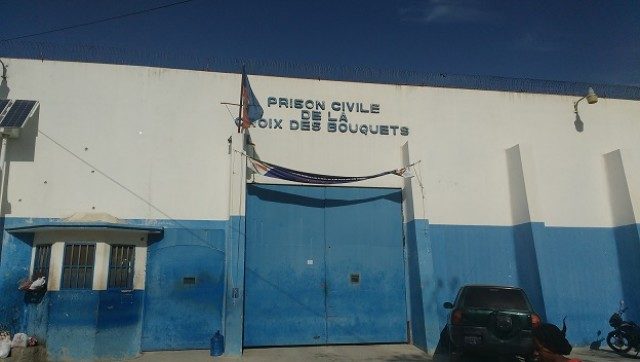 PRISON CIVILE
DE LA
CROIX DES BOUQUETS